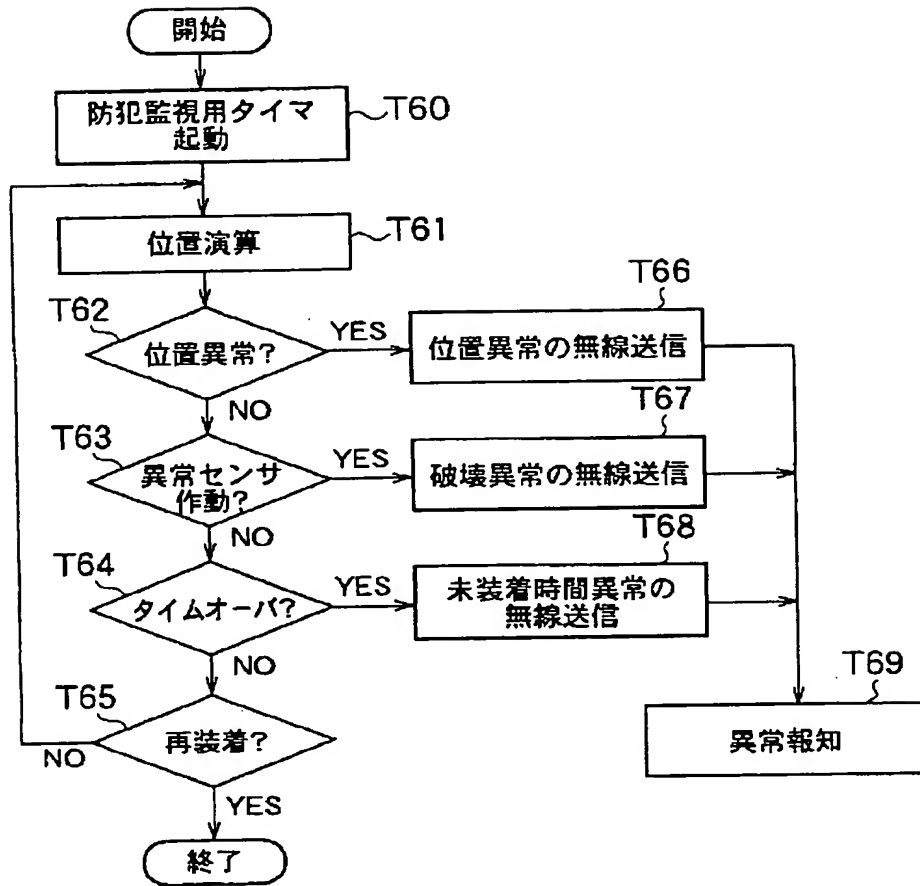 開始
防犯監視用タイマ
起動
T60
位置演算
T61
T62
位置異常?
YES
T66
位置異常の無線送信
NO
T63
異常センサ
作動?
YES
T67
破壊異常の無線送信
NO
T64
タイムオーバ?
YES
T68
未装着時間異常の
無線送信
NO
T65
再装着?
NO
T69
異常報知
YES
終了